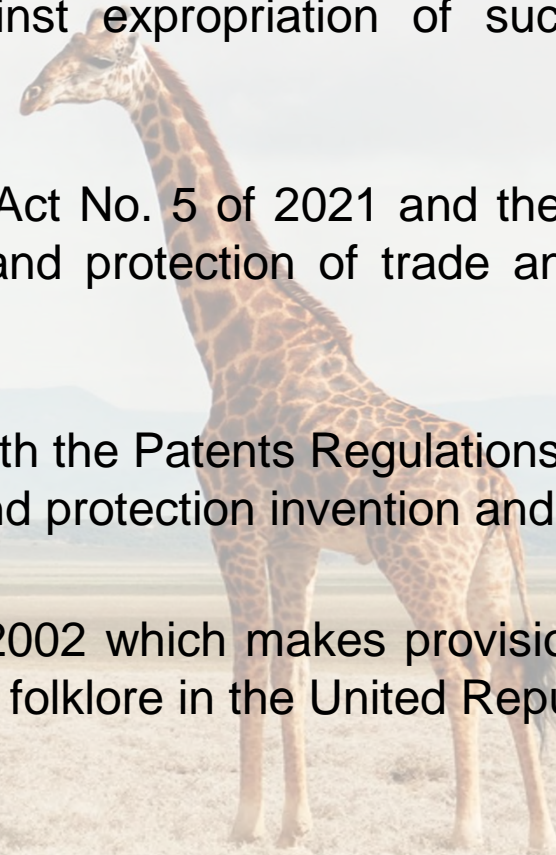 inst expropriation of suc
Act No. 5 of 2021 and the
and protection of trade an
th the Patents Regulations
nd protection invention and
2002 which makes provisio
folklore in the United Repu